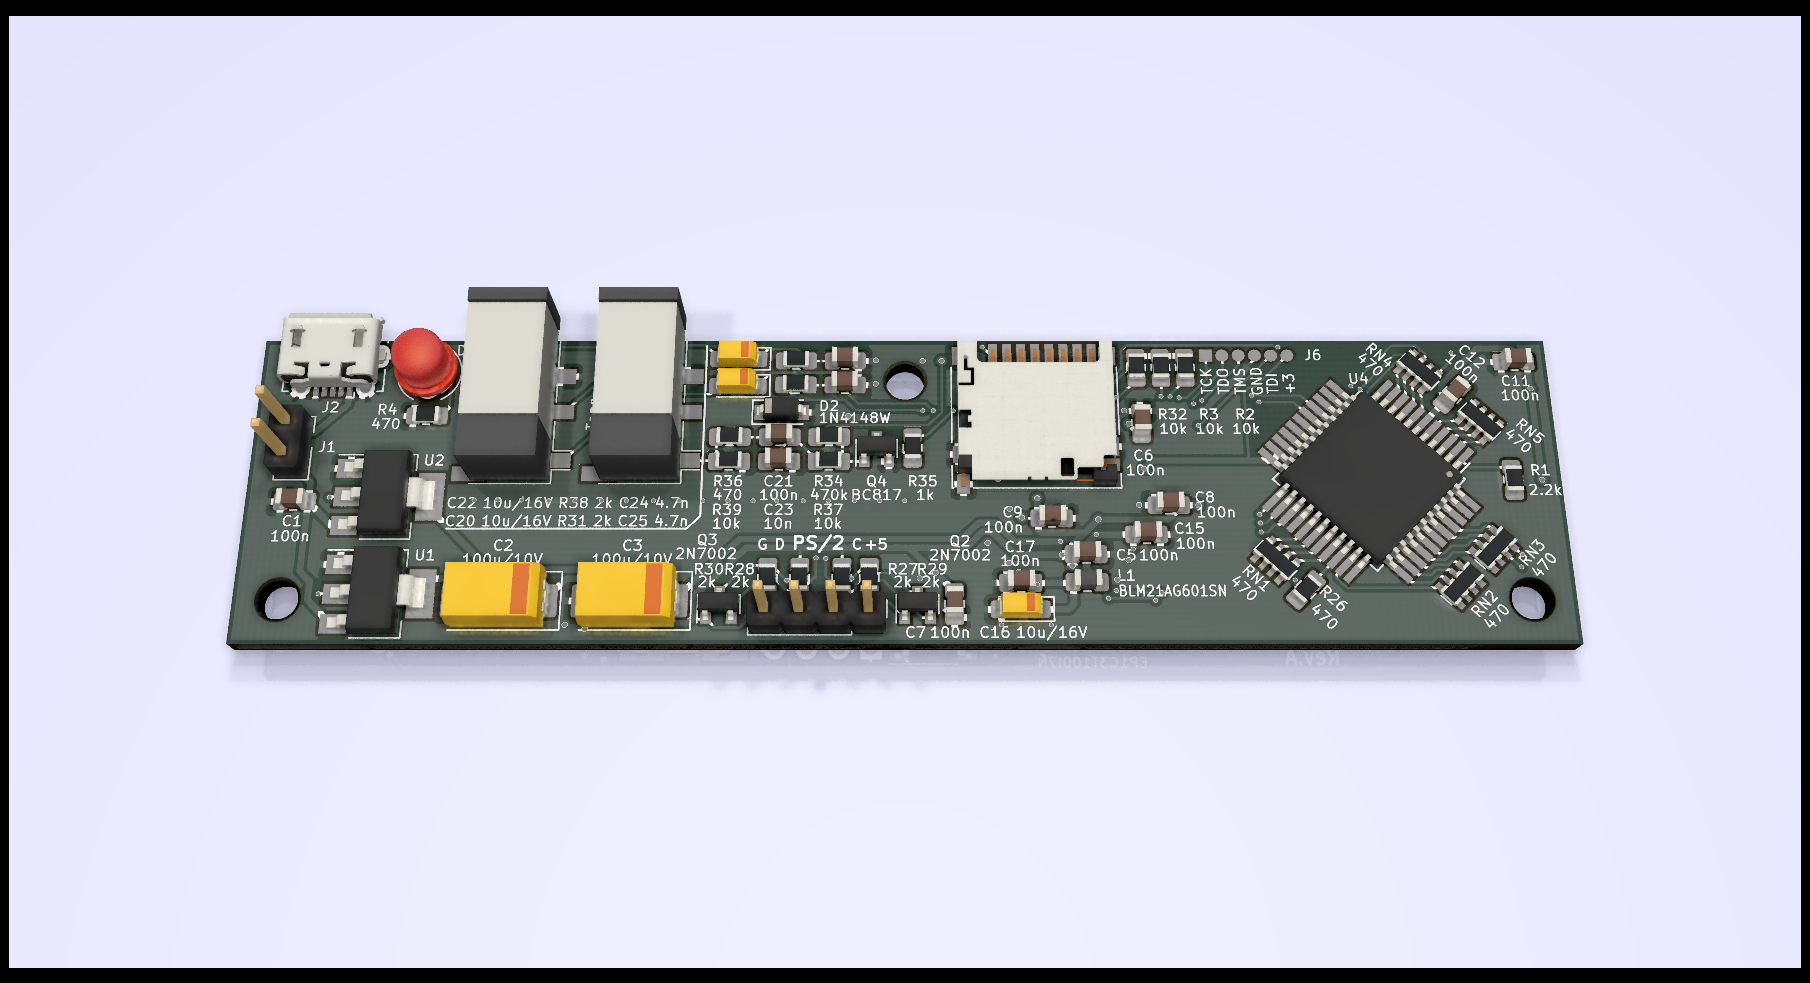 J2
J1
R4
470
U2
C1
100n
U1
C22 10u/16V R38 2k C24 4.7n
C20 10u/16V R31 2k C25 4.7n
C2
100u/10V
C3
100u/10V
D2
1N4148W
R36
470
C21
100n
R34
470k
Q4
BC817
R35
1k
R39
10k
C23
10n
R37
10k
Q3
2N7002
G D PS/2 C +5
R30 R28
2k 2k
R27 R29
2k 2k
Q2
2N7002
C7 100n
C16 10u/16V
C17
100n
C9
100n
C5 100n
L1
BLM21AG601SN
C15
100n
C8
100n
C6
100n
R32
10k
R3
10k
R2
10k
TCK
TDO
TMS
GND
TDI
+3
J6
U4
RN4
470
C12
100n
C11
100n
RN5
470
R1
2.2k
RN3
470
RN2
470
RN1
470
R26
470
Rev.A